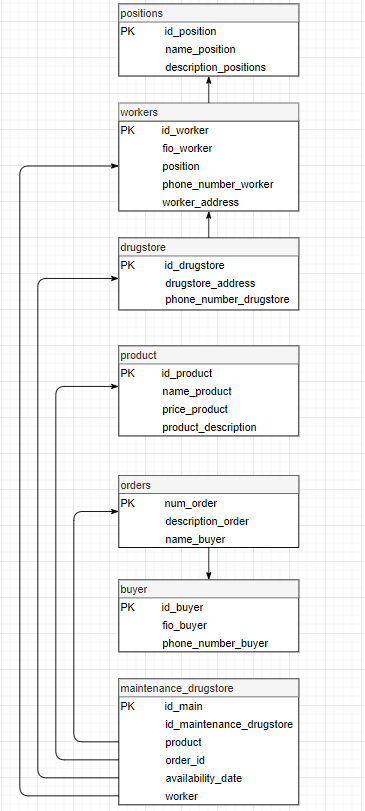 positions
PK id_position
name_position
description_positions
workers
PK id_worker
fio_worker
position
phone_number_worker
worker_address
drugstore
PK id_drugstore
drugstore_address
phone_number_drugstore
product
PK id_product
name_product
price_product
product_description
orders
PK num_order
description_order
name_buyer
buyer
PK id_buyer
fio_buyer
phone_number_buyer
maintenance_drugstore
PK id_main
id_maintenance_drugstore
product
order_id
availability_date
worker